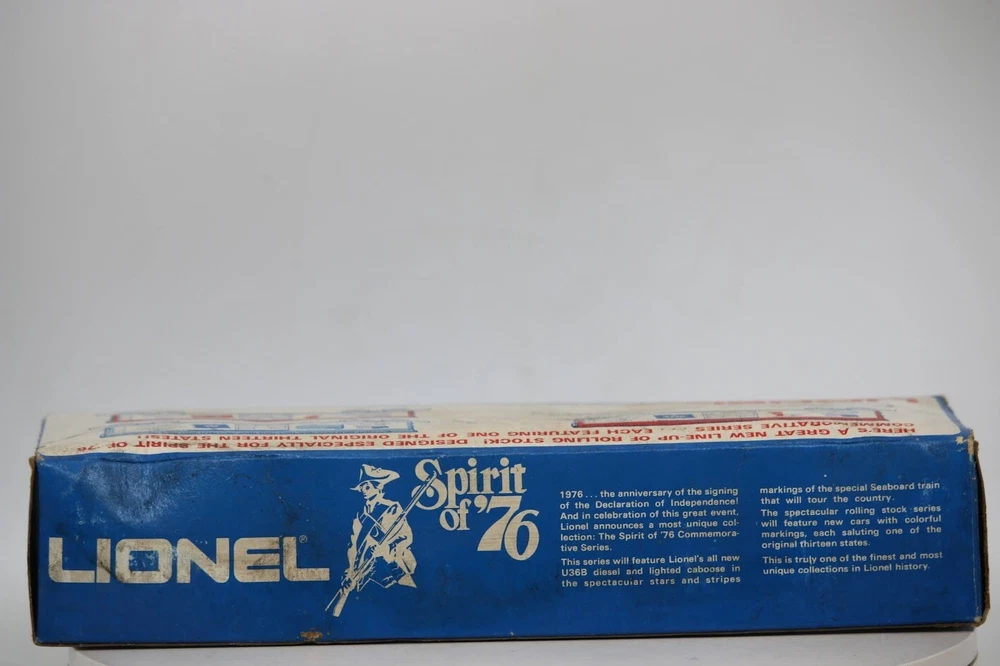 HERE'S A GREAT NEW LINE-UP OF ROLLING STOCK! DESIGNED ESPECIALLY FOR THE SPIRIT OF '76
COMMEMORATIVE SERIES . . . EACH FEATURING ONE OF THE ORIGINAL THIRTEEN STATES!
LIONEL®
Spirit
of '76
1976 . . . the anniversary of the signing
of the Declaration of Independence!
And in celebration of this great event,
Lionel announces a most unique col-
lection: The Spirit of '76 Commemora-
tive Series.
This series will feature Lionel's all new
U36B diesel and lighted caboose in
the spectacular stars and stripes
markings of the special Seaboard train
that will tour the country.
The spectacular rolling stock series
will feature new cars with colorful
markings, each saluting one of the
original thirteen states.
This is truly one of the finest and most
unique collections in Lionel history.